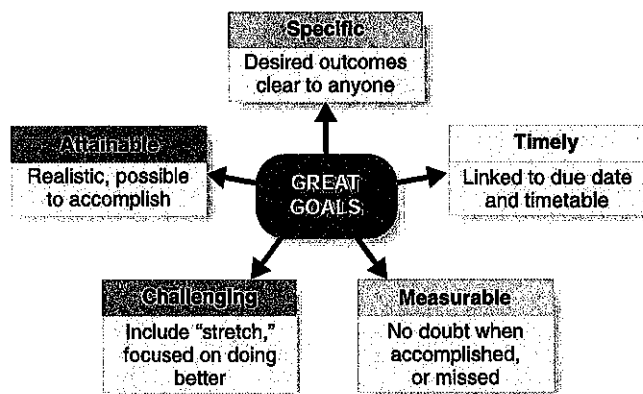 Specific
Desired outcomes
clear to anyone
Attainable
Realistic, possible
to accomplish
GREAT
GOALS
Timely
Linked to due date
and timetable
Challenging
Include “stretch,”
focused on doing
better
Measurable
No doubt when
accomplished,
or missed